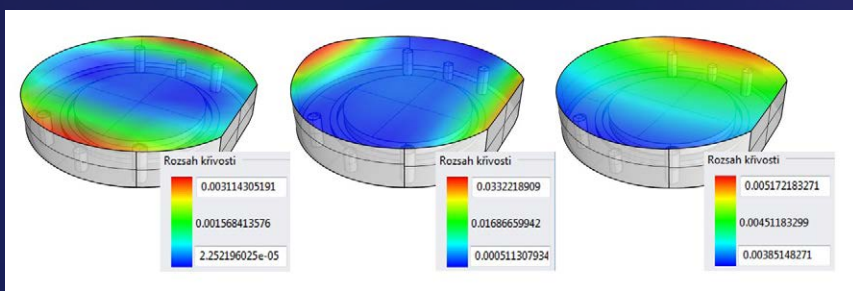 Rozsah křivosti
0.003114305191
0.001568413576
2.252196025e-05
Rozsah křivosti
0.0332218909
0.01686659942
0.000511307934
Rozsah křivosti
0.005172183271
0.00451183299
0.00385148271